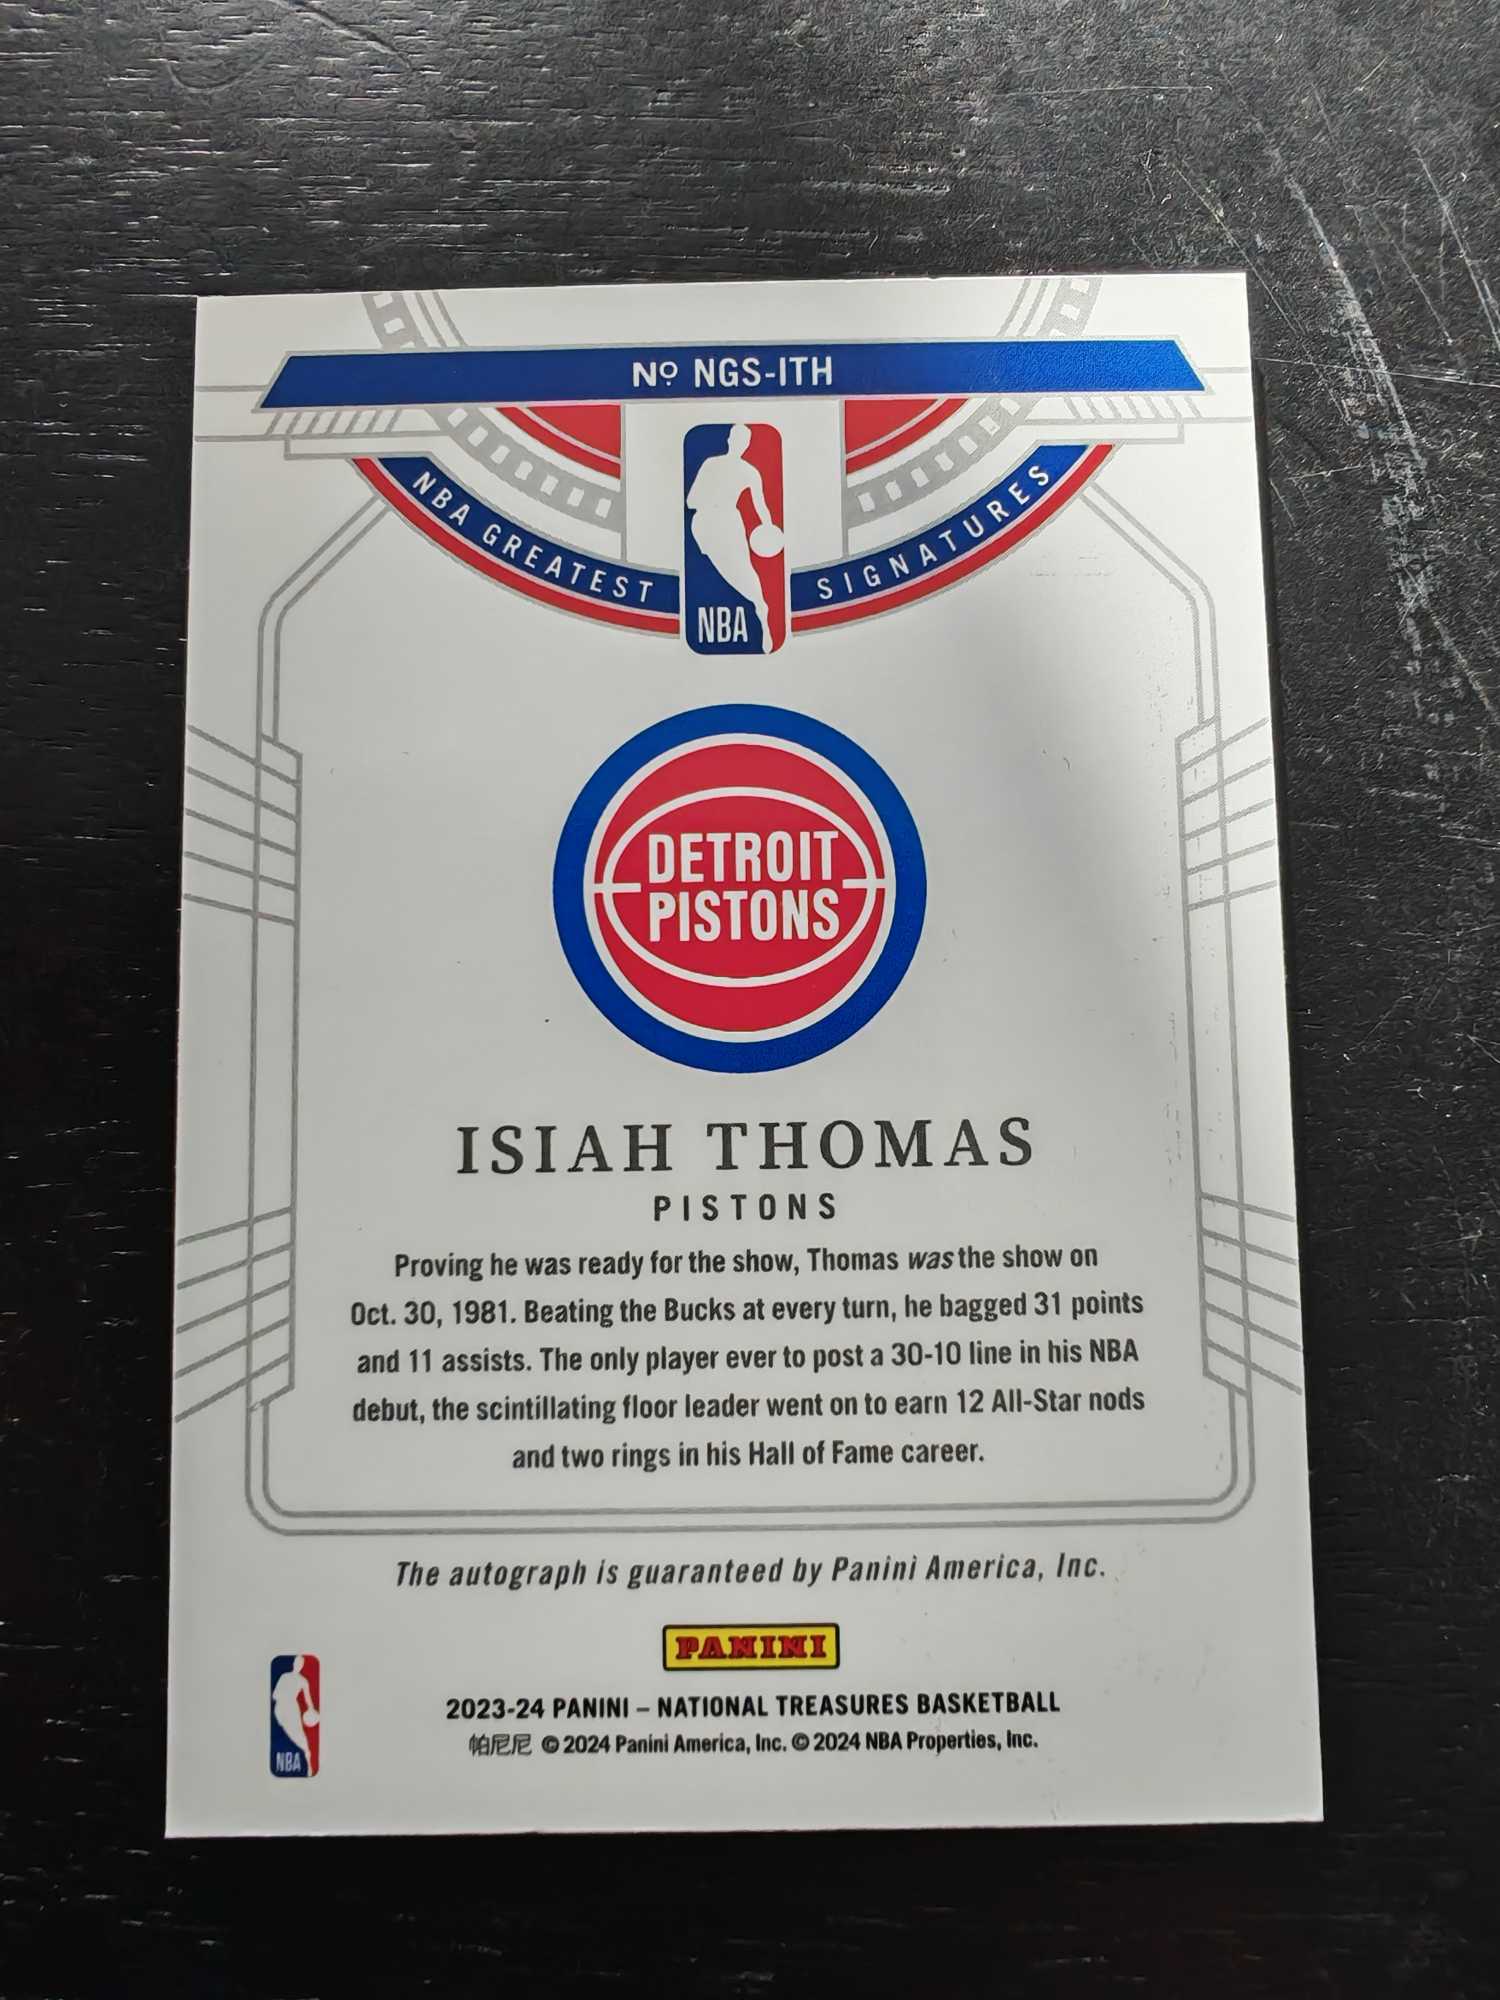 Nº NGS-ITH
NBA GREATEST SIGNATURES
NBA
DETROIT
PISTONS
ISIAH THOMAS
PISTONS
Proving he was ready for the show, Thomas was the show on
Oct. 30, 1981. Beating the Bucks at every turn, he bagged 31 points
and 11 assists. The only player ever to post a 30-10 line in his NBA
debut, the scintillating floor leader went on to earn 12 All-Star nods
and two rings in his Hall of Fame career.
The autograph is guaranteed by Panini America, Inc.
PANINI
2023-24 PANINI – NATIONAL TREASURES BASKETBALL
帕尼尼 © 2024 Panini America, Inc. © 2024 NBA Properties, Inc.
NBA